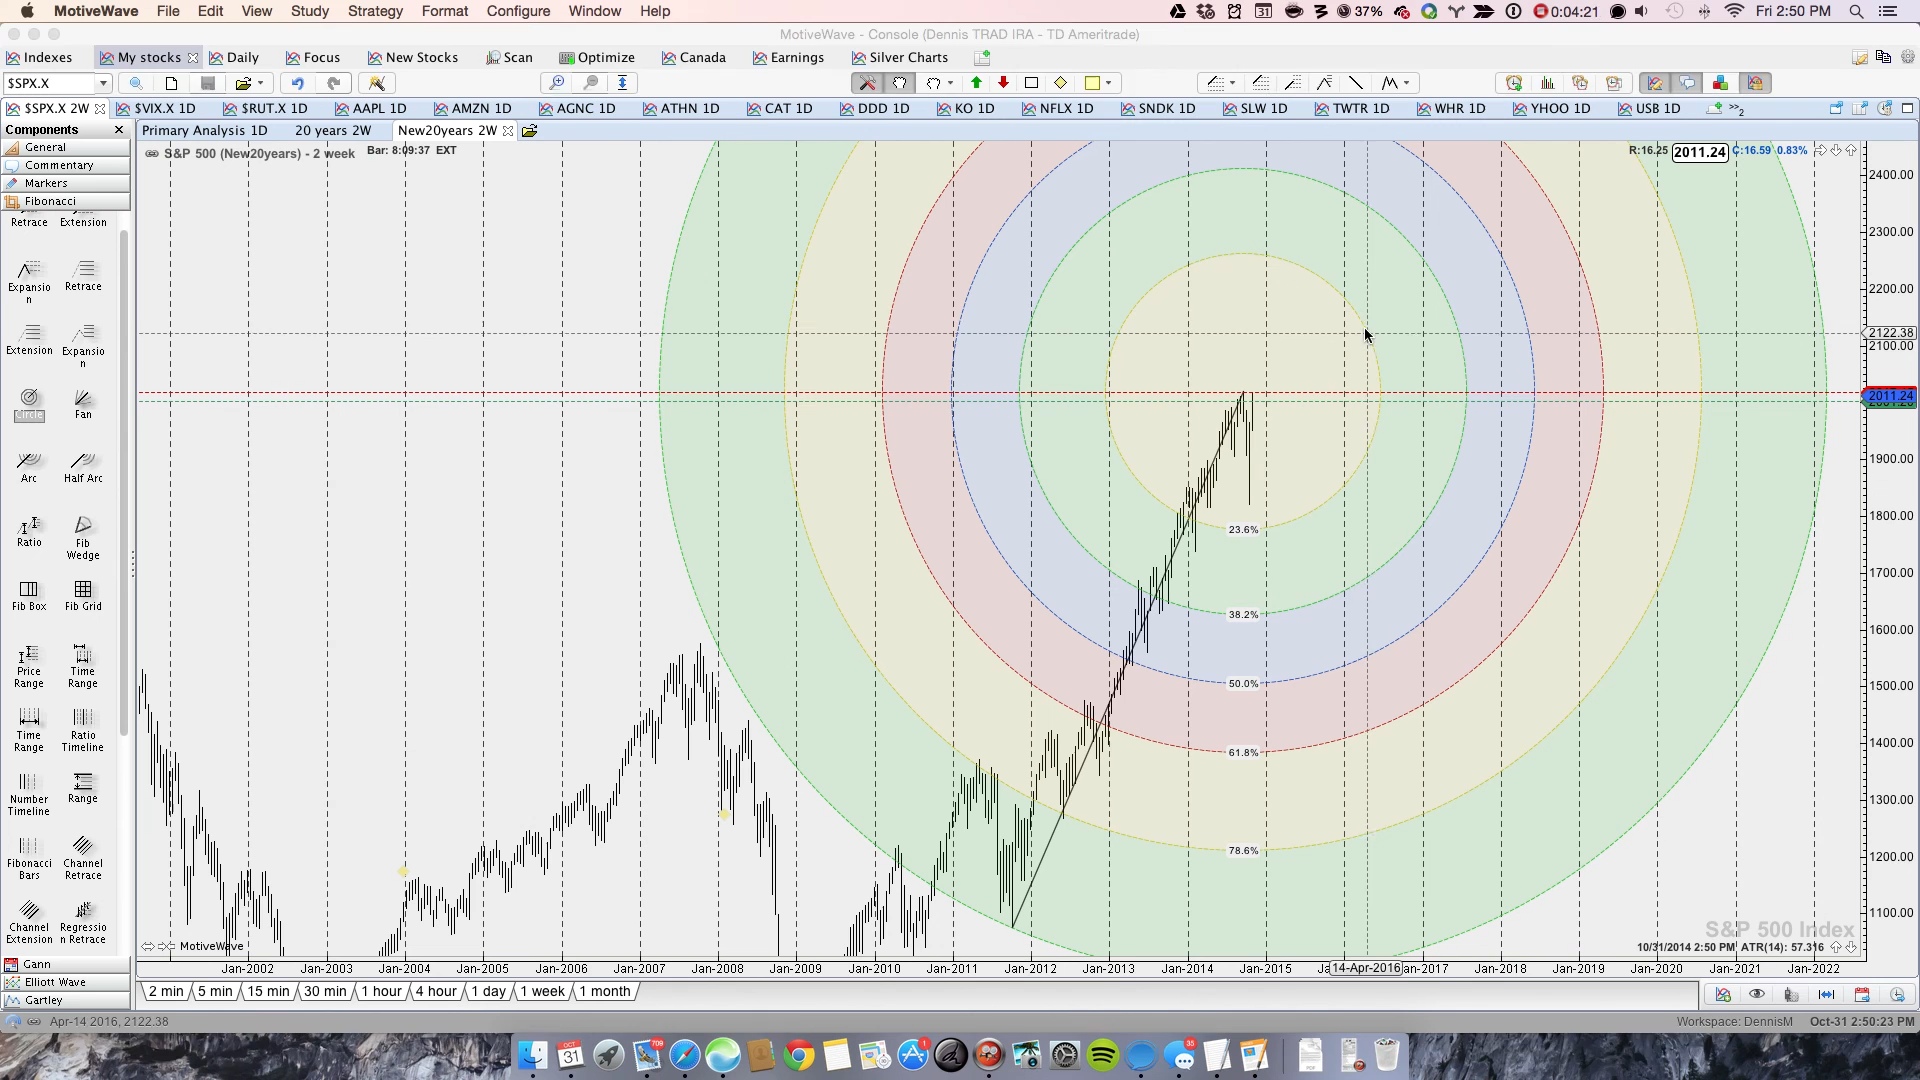 MotiveWave File Edit View Study Strategy Format Configure Window Help 37% 0:04:21 Fri 2:50 PM
MotiveWave - Console (Dennis TRAD IRA - TD Ameritrade)
Indexes My stocks Daily Focus New Stocks Scan Optimize Canada Earnings Silver Charts
$SPX.X
$SPX.X 2W $VIX.X 1D $RUT.X 1D AAPL 1D AMZN 1D AGNC 1D ATHN 1D CAT 1D DDD 1D KO 1D NFLX 1D SNDK 1D SLW 1D TWTR 1D WHR 1D YHOO 1D USB 1D »2
Components
Primary Analysis 1D 20 years 2W New20years 2W
General
Commentary
Markers
Fibonacci
Retrace Extension
Expansion Retrace
Extension Expansion
Circle Fan
Arc Half Arc
Ratio Fib Wedge
Fib Box Fib Grid
Price Range Time Range
Time Range Ratio Timeline
Number Timeline Range
Fibonacci Bars Channel Retrace
Channel Extension Regression Retrace
Gann
Elliott Wave
Gartley
S&P 500 (New20years) - 2 week Bar: 8:09:37 EXT
R:16.25 2011.24 C:16.59 0.83%
2400.00
2300.00
2200.00
2122.38
2100.00
2011.24
1900.00
1800.00
1700.00
1600.00
1500.00
1400.00
1300.00
1200.00
1100.00
23.6%
38.2%
50.0%
61.8%
78.6%
S&P 500 Index
MotiveWave
10/31/2014 2:50 PM ATR(14): 57.316
Jan-2002 Jan-2003 Jan-2004 Jan-2005 Jan-2006 Jan-2007 Jan-2008 Jan-2009 Jan-2010 Jan-2011 Jan-2012 Jan-2013 Jan-2014 Jan-2015 14-Apr-2016 Jan-2017 Jan-2018 Jan-2019 Jan-2020 Jan-2021 Jan-2022
2 min 5 min 15 min 30 min 1 hour 4 hour 1 day 1 week 1 month
Apr-14 2016, 2122.38 Workspace: DennisM Oct-31 2:50:23 PM
OCT
31
709
1
35